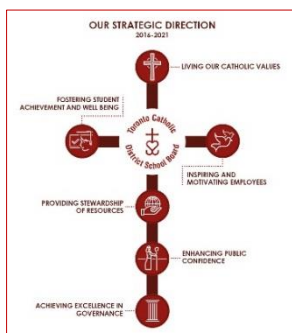 OUR STRATEGIC DIRECTION
2016-2021
LIVING OUR CATHOLIC VALUES
FOSTERING STUDENT
ACHIEVEMENT AND WELL BEING
Toronto Catholic
District School Board
INSPIRING AND
MOTIVATING EMPLOYEES
PROVIDING STEWARDSHIP
OF RESOURCES
ENHANCING PUBLIC
CONFIDENCE
ACHIEVING EXCELLENCE IN
GOVERNANCE